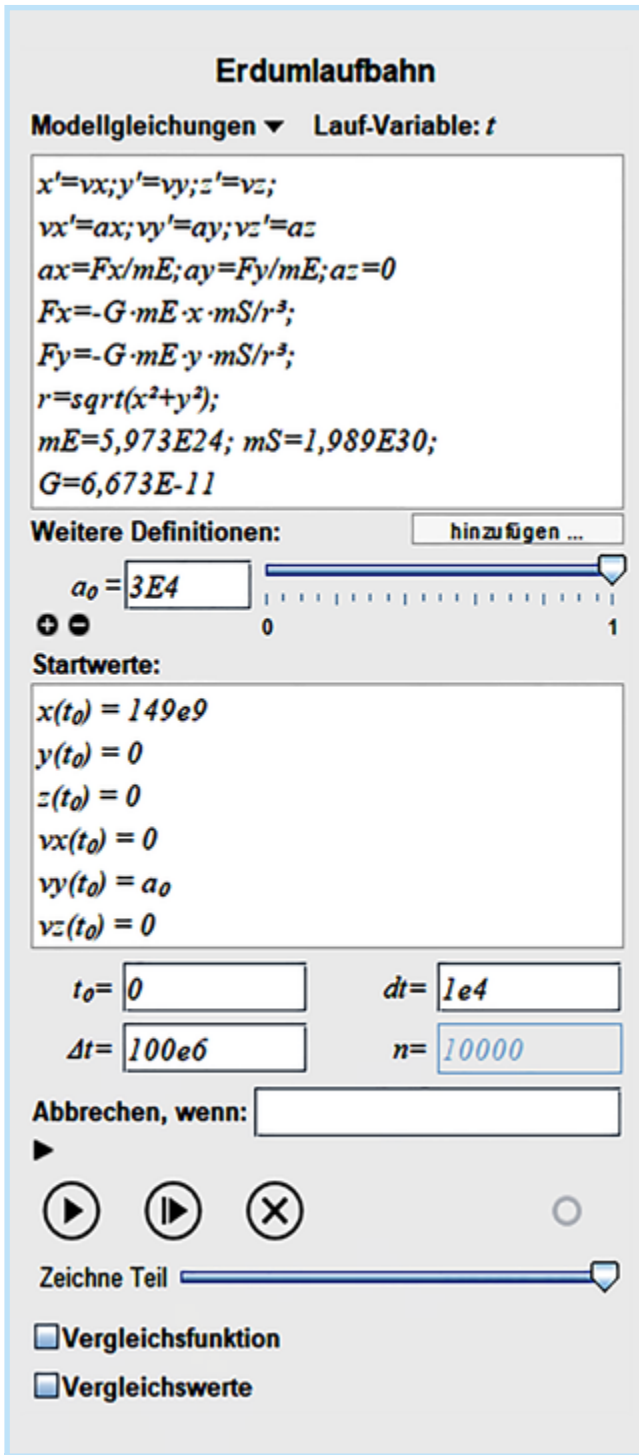 Erdumlaufbahn
Modellgleichungen Lauf-Variable: t
x'=vx;y'=vy;z'=vz;
vx'=ax;vy'=ay;vz'=az
ax=Fx/mE;ay=Fy/mE;az=0
Fx=-G·mE·x·mS/r³;
Fy=-G·mE·y·mS/r³;
r=sqrt(x²+y²);
mE=5,973E24; mS=1,989E30;
G=6,673E-11
Weitere Definitionen: hinzufügen ...
a₀ = 3E4
0 1
Startwerte:
x(t₀) = 149e9
y(t₀) = 0
z(t₀) = 0
vx(t₀) = 0
vy(t₀) = a₀
vz(t₀) = 0
t₀= 0 dt= 1e4
Δt= 100e6 n= 10000
Abbrechen, wenn:
Zeichne Teil
Vergleichsfunktion
Vergleichswerte